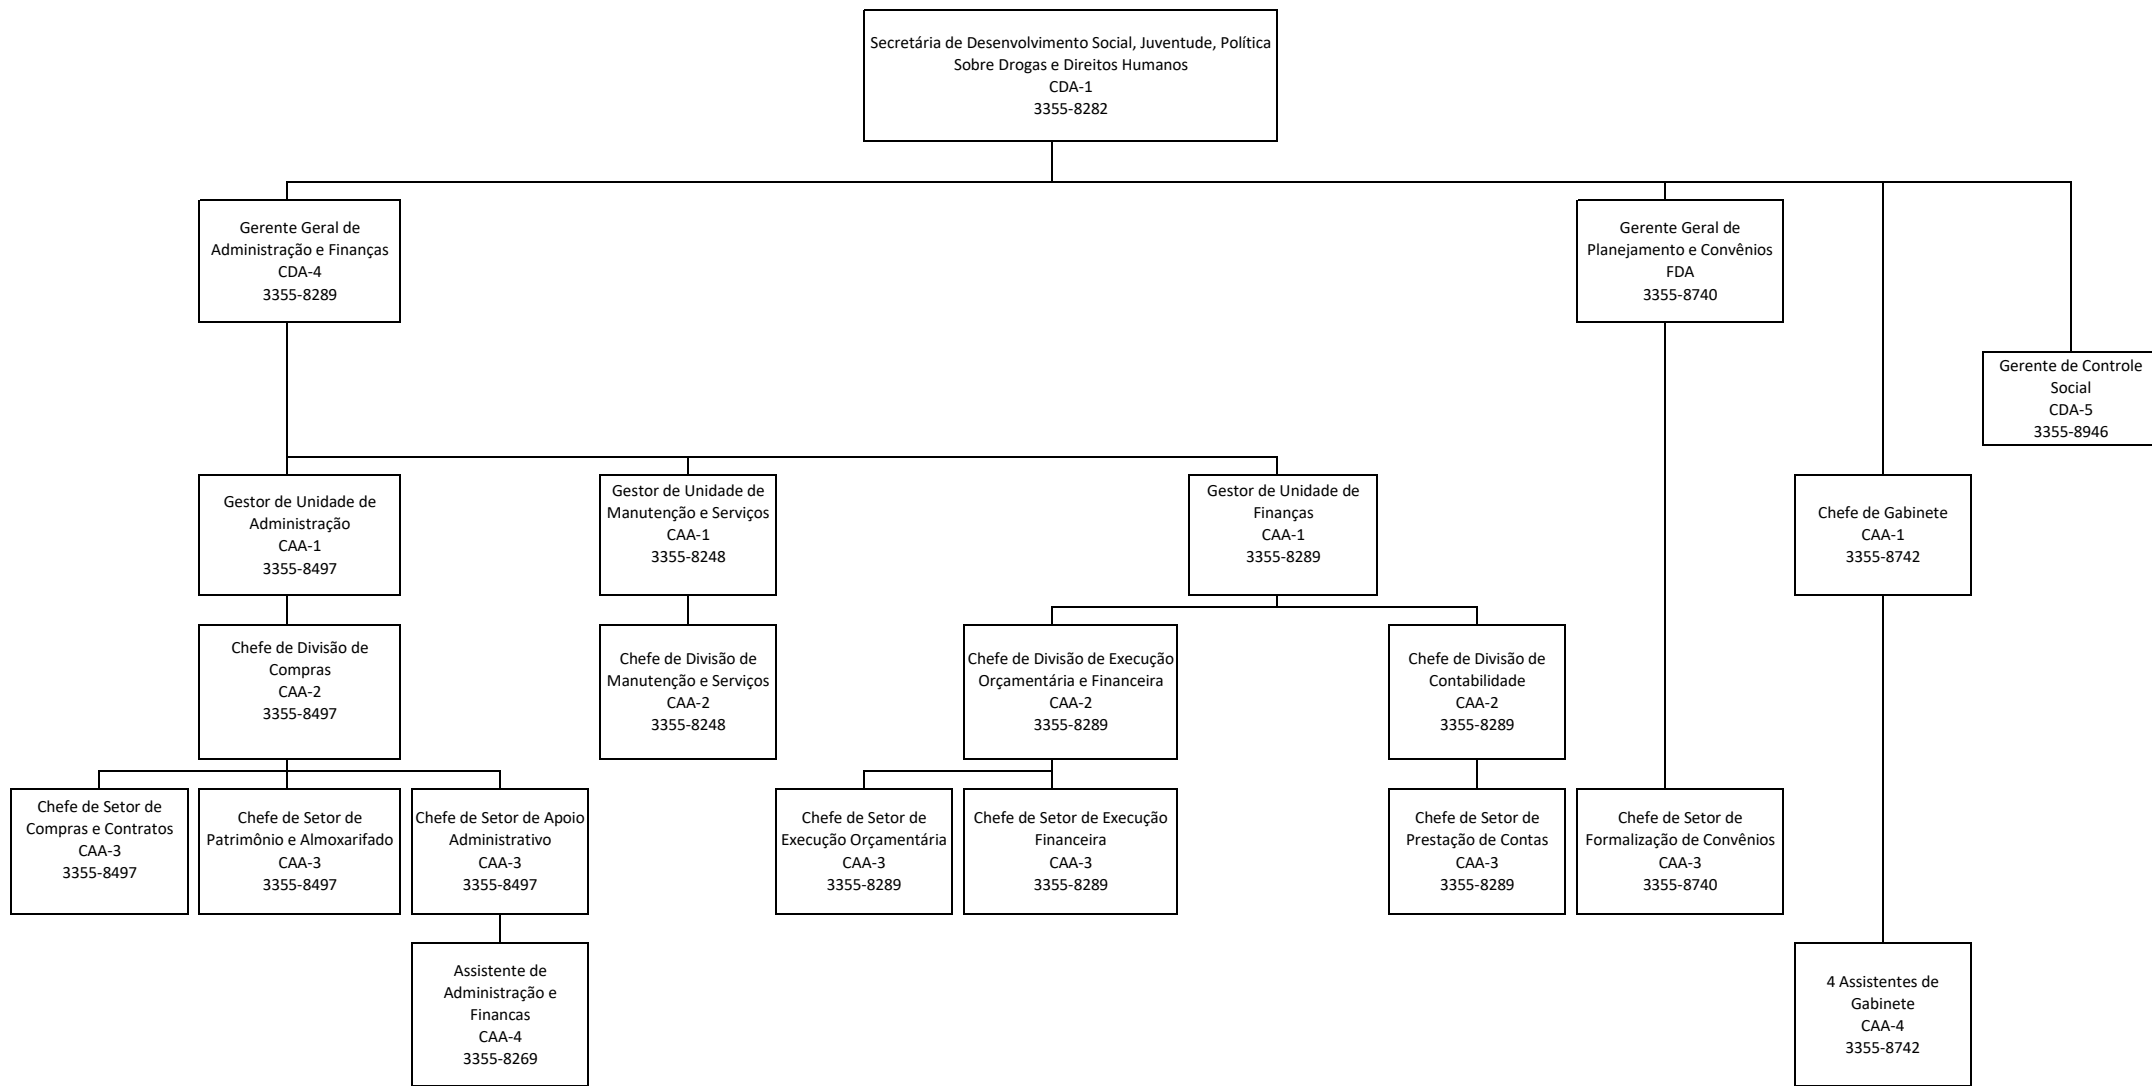 Secretária de Desenvolvimento Social, Juventude, Política
Sobre Drogas e Direitos Humanos
CDA-1
3355-8282
Gerente Geral de
Administração e Finanças
CDA-4
3355-8289
Gerente Geral de
Planejamento e Convênios
FDA
3355-8740
Gerente de Controle
Social
CDA-5
3355-8946
Gestor de Unidade de
Administração
CAA-1
3355-8497
Gestor de Unidade de
Manutenção e Serviços
CAA-1
3355-8248
Gestor de Unidade de
Finanças
CAA-1
3355-8289
Chefe de Gabinete
CAA-1
3355-8742
Chefe de Divisão de
Compras
CAA-2
3355-8497
Chefe de Divisão de
Manutenção e Serviços
CAA-2
3355-8248
Chefe de Divisão de Execução
Orçamentária e Financeira
CAA-2
3355-8289
Chefe de Divisão de
Contabilidade
CAA-2
3355-8289
Chefe de Setor de
Compras e Contratos
CAA-3
3355-8497
Chefe de Setor de
Patrimônio e Almoxarifado
CAA-3
3355-8497
Chefe de Setor de Apoio
Administrativo
CAA-3
3355-8497
Chefe de Setor de
Execução Orçamentária
CAA-3
3355-8289
Chefe de Setor de Execução
Financeira
CAA-3
3355-8289
Chefe de Setor de
Prestação de Contas
CAA-3
3355-8289
Chefe de Setor de
Formalização de Convênios
CAA-3
3355-8740
Assistente de
Administração e
Financas
CAA-4
3355-8269
4 Assistentes de
Gabinete
CAA-4
3355-8742